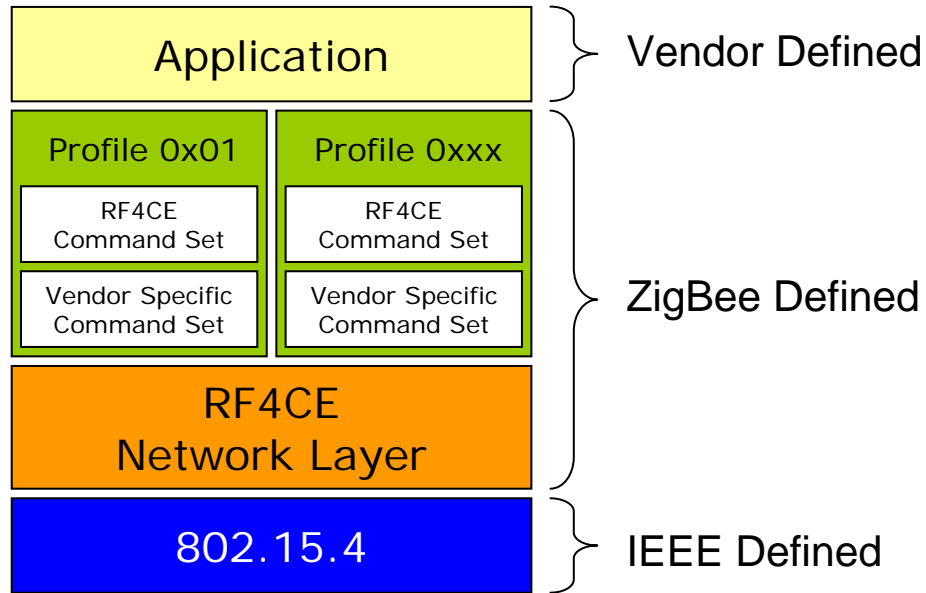 Application
Vendor Defined
Profile 0x01
RF4CE
Command Set
Vendor Specific
Command Set
Profile 0xxx
RF4CE
Command Set
Vendor Specific
Command Set
ZigBee Defined
RF4CE
Network Layer
802.15.4
IEEE Defined